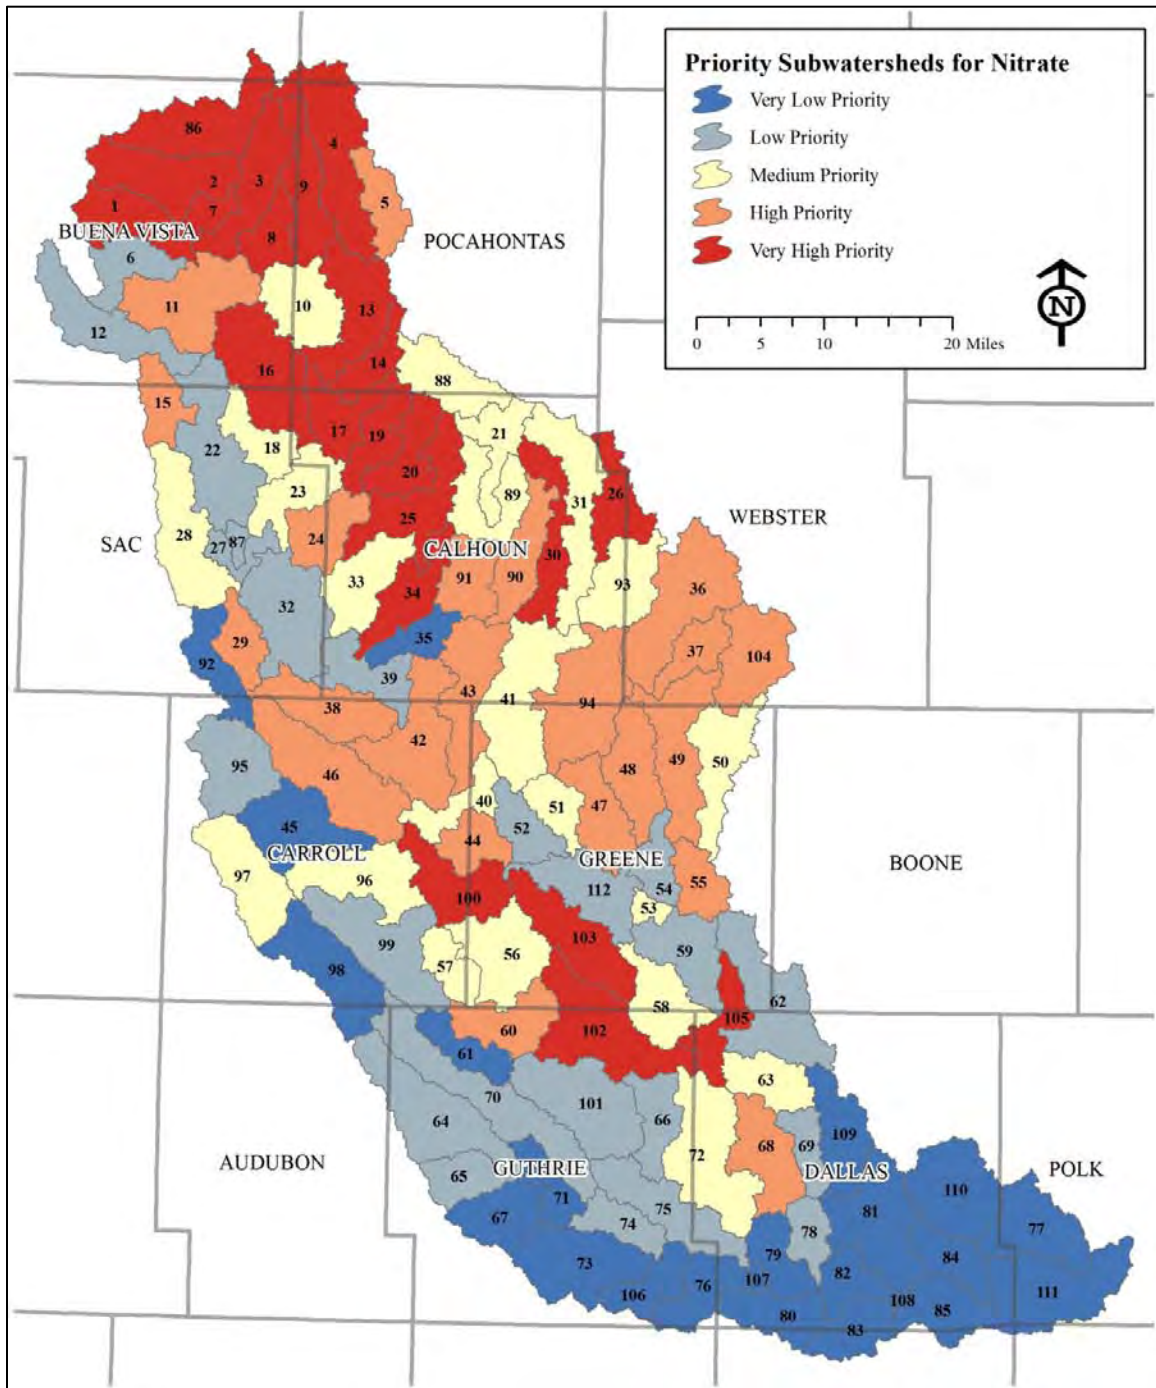 Priority Subwatersheds for Nitrate
Very Low Priority
Low Priority
Medium Priority
High Priority
Very High Priority
N
0 5 10 20 Miles
86
4
2 3 9
5
1 7
8
BUENA VISTA
POCAHONTAS
6
11 10 13
12
16 14
88
15
17 19 21
22 18
20
23 89 26
31
25
WEBSTER
28 24
SAC 27 87
CALHOUN
30
33 91 90 93
34 36
32
29 35 37 104
92
39
43 41 94
38
42
46 48 49 50
95
40 51 47
45 52
44
CARROLL
GREENE
BOONE
97 96 112 54 55
100 53
103
99 56 59
57
98
58 62
60 102 105
61
63
70 101
64 66
109
68 69
72
AUDUBON
GUTHRIE
DALLAS
POLK
65
71 110
67 75 81
74 78 77
79 84
73 82
76 107
106 108 111
80 85
83